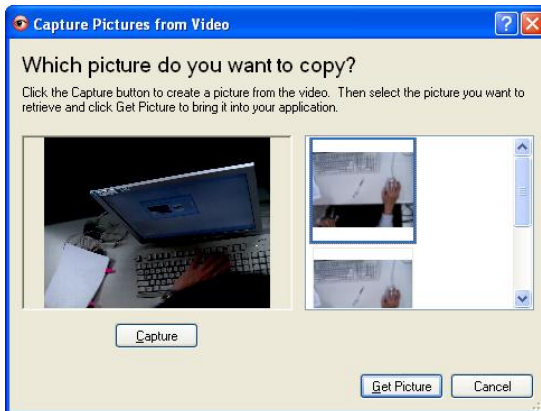 Capture Pictures from Video
Which picture do you want to copy?
Click the Capture button to create a picture from the video. Then select the picture you want to
retrieve and click Get Picture to bring it into your application.
Capture
Get Picture
Cancel